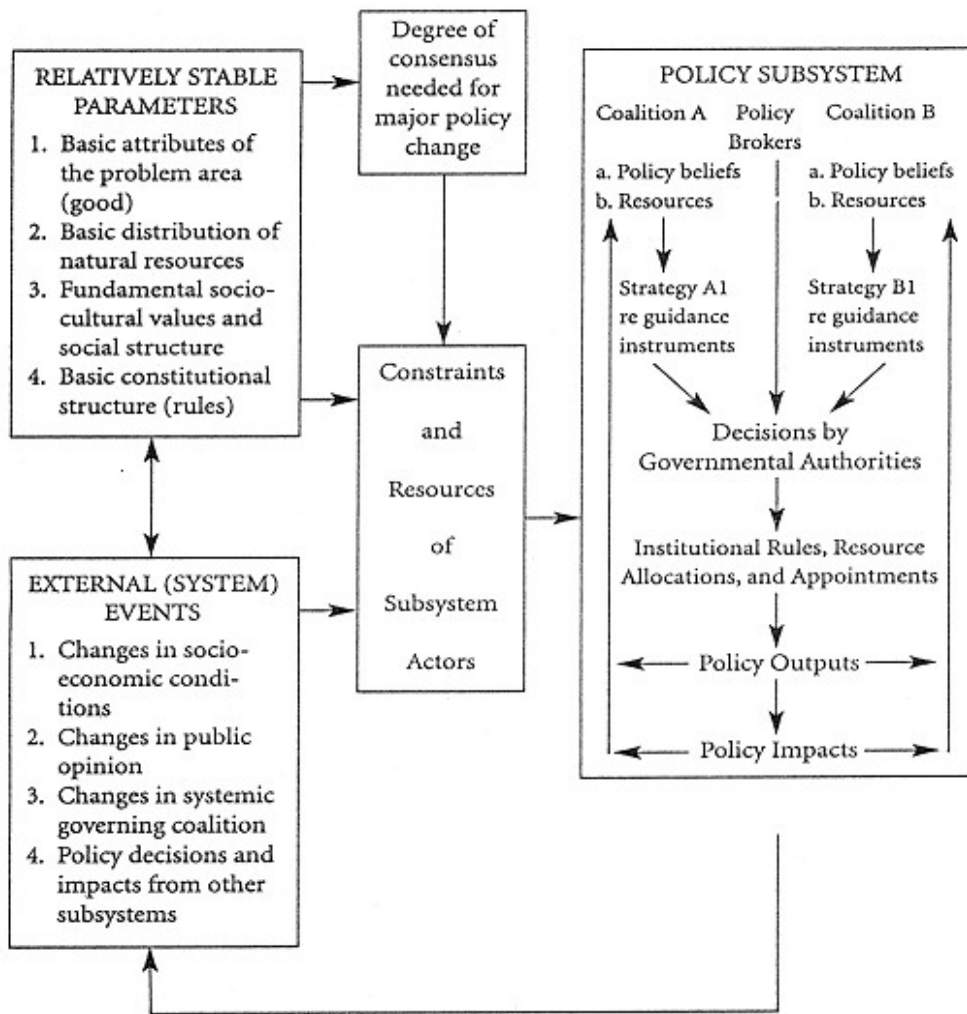 RELATIVELY STABLE
PARAMETERS
1. Basic attributes of
the problem area
(good)
2. Basic distribution of
natural resources
3. Fundamental socio-
cultural values and
social structure
4. Basic constitutional
structure (rules)
EXTERNAL (SYSTEM)
EVENTS
1. Changes in socio-
economic condi-
tions
2. Changes in public
opinion
3. Changes in systemic
governing coalition
4. Policy decisions and
impacts from other
subsystems
Degree of
consensus
needed for
major policy
change
Constraints
and
Resources
of
Subsystem
Actors
POLICY SUBSYSTEM
Coalition A
Policy
Brokers
Coalition B
a. Policy beliefs
b. Resources
a. Policy beliefs
b. Resources
Strategy A1
re guidance
instruments
Strategy B1
re guidance
instruments
Decisions by
Governmental Authorities
Institutional Rules, Resource
Allocations, and Appointments
Policy Outputs
Policy Impacts